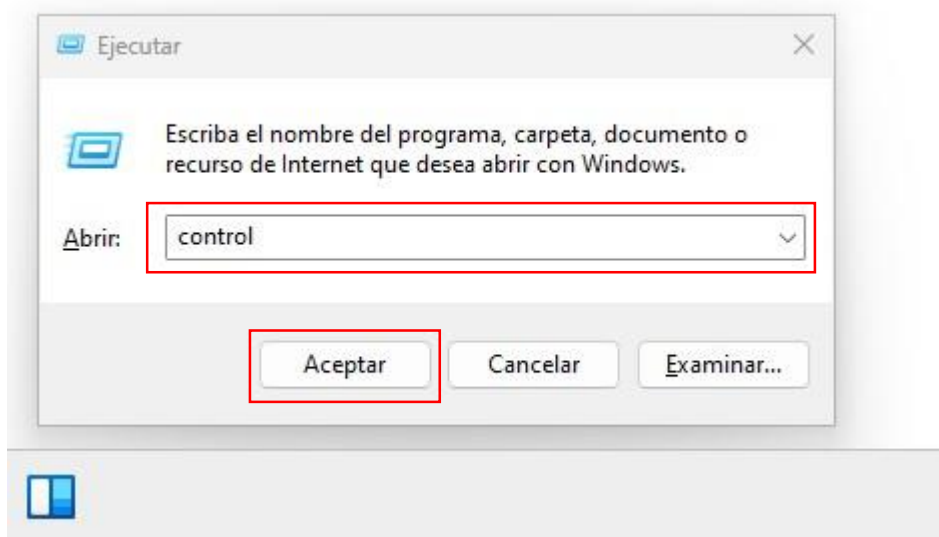 Ejecutar
Escriba el nombre del programa, carpeta, documento o
recurso de Internet que desea abrir con Windows.
Abrir:
control
Aceptar
Cancelar
Examinar...